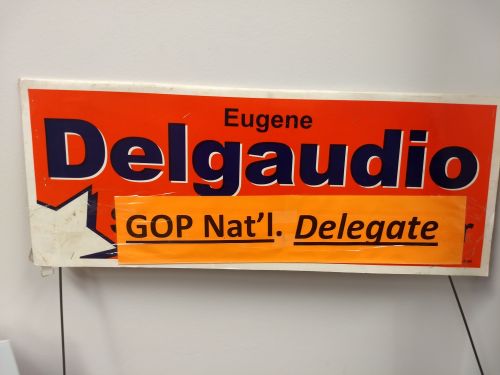 Eugene
Delgaudio
GOP Nat'l. Delegate